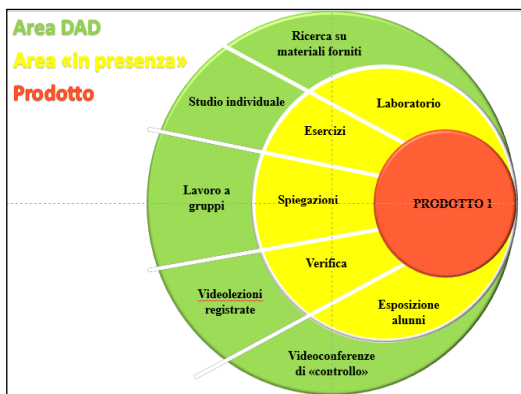 Area DAD
Area «in presenza»
Prodotto
Ricerca su
materiali forniti
Studio individuale
Laboratorio
Esercizi
Lavoro a
gruppi
Spiegazioni
PRODOTTO 1
Verifica
Videolezioni
registrate
Esposizione
alunni
Videoconferenze
di «controllo»